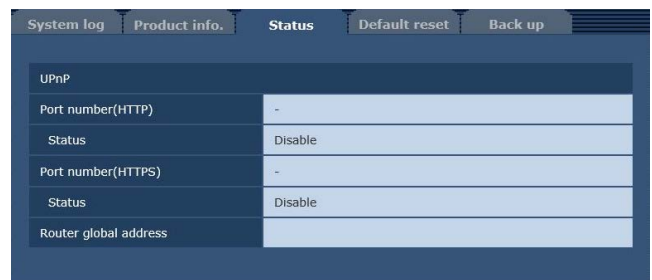 System log Product info. Status Default reset Back up
UPnP
Port number(HTTP) -
Status Disable
Port number(HTTPS) -
Status Disable
Router global address